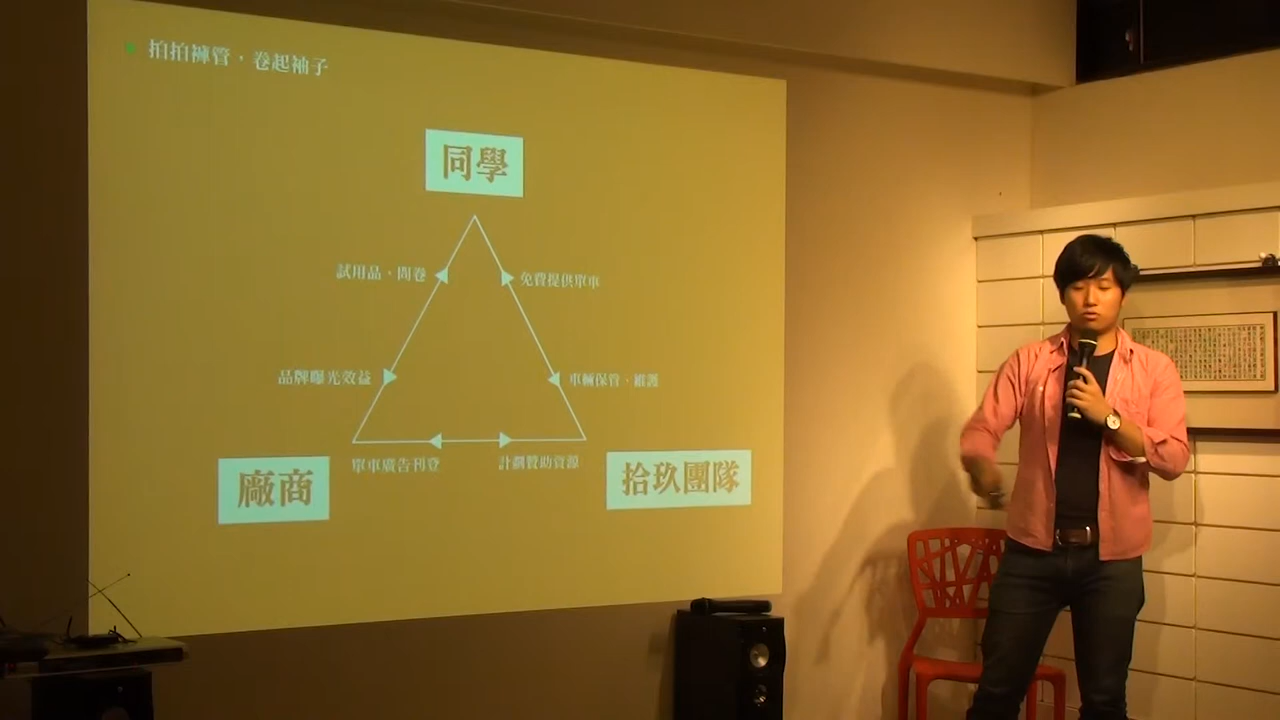 拍拍褲管，卷起袖子
同學
試用品、問卷
免費提供單車
品牌曝光效益
車輛保管、維護
單車廣告刊登
計劃贊助資源
廠商
拾玖團隊